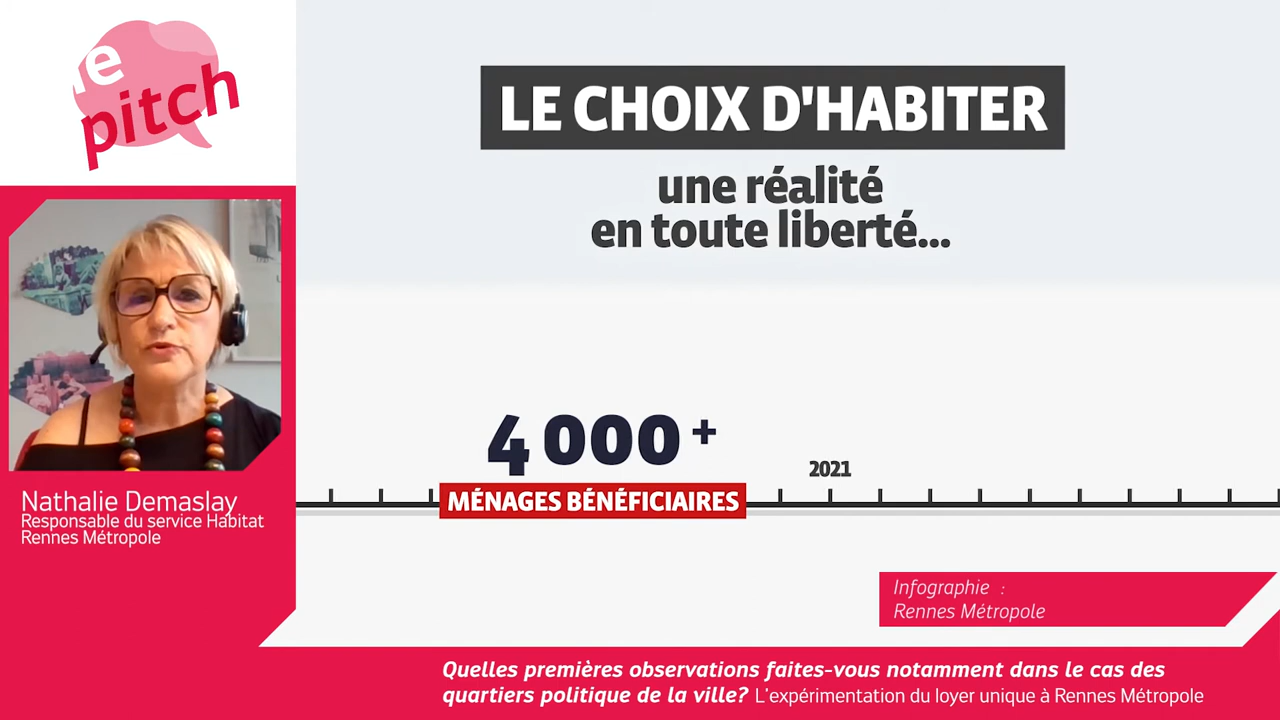 le
pitch
LE CHOIX D'HABITER
une réalité
en toute liberté...
4 000 +
MÉNAGES BÉNÉFICIAIRES
2021
Nathalie Demaslay
Responsable du service Habitat
Rennes Métropole
Infographie :
Rennes Métropole
Quelles premières observations faites-vous notamment dans le cas des
quartiers politique de la ville? L'expérimentation du loyer unique à Rennes Métropole